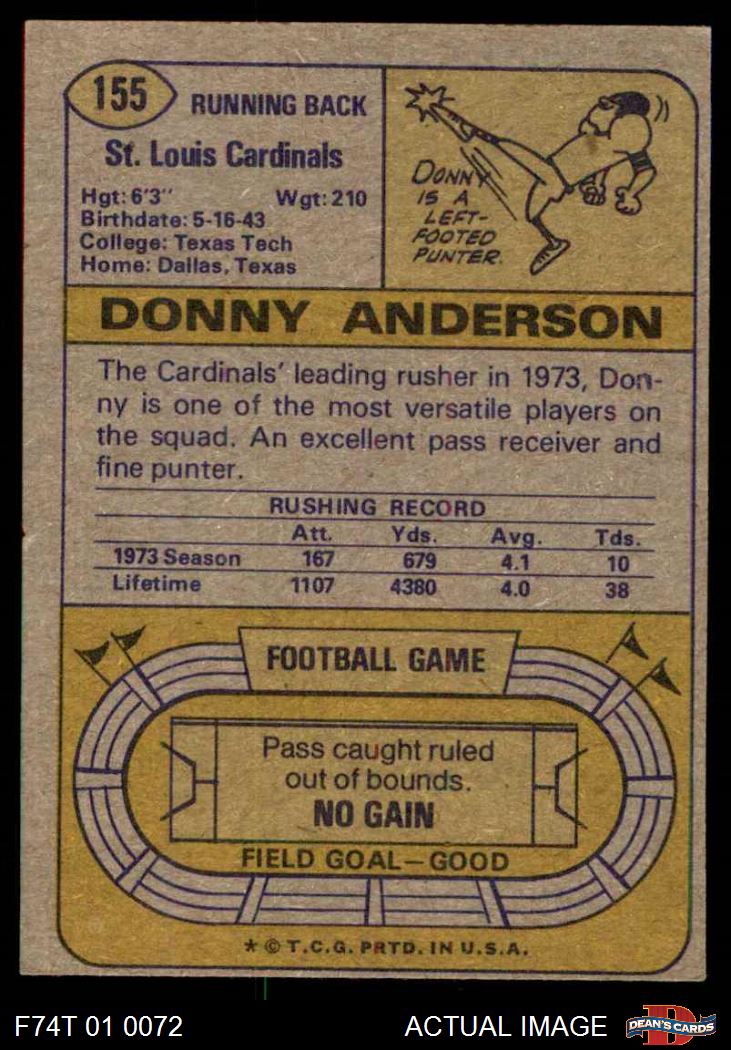 155
RUNNING BACK
St. Louis Cardinals
Hgt: 6'3" Wgt: 210
Birthdate: 5-16-43
College: Texas Tech
Home: Dallas, Texas
DONNY
IS A
LEFT-
FOOTED
PUNTER.
DONNY ANDERSON
The Cardinals' leading rusher in 1973, Don-
ny is one of the most versatile players on
the squad. An excellent pass receiver and
fine punter.
RUSHING RECORD
Att. Yds. Avg. Tds.
1973 Season 167 679 4.1 10
Lifetime 1107 4380 4.0 38
FOOTBALL GAME
Pass caught ruled
out of bounds.
NO GAIN
FIELD GOAL—GOOD
* © T.C.G. PRTD. IN U.S.A.
F74T 01 0072 ACTUAL IMAGE
D
DEAN'S CARDS